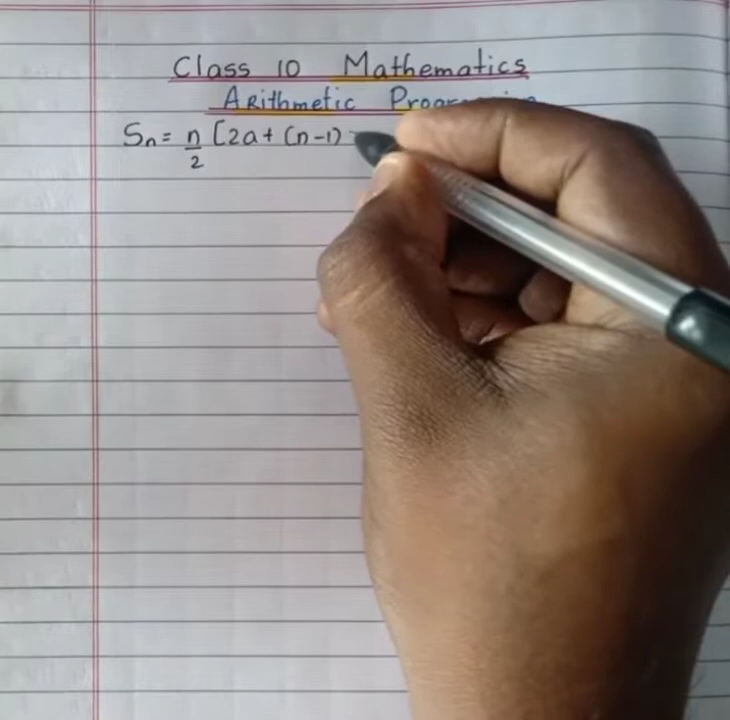 Class 10 Mathematics
Arithmetic
Sn = n/2 [2a + (n-1)